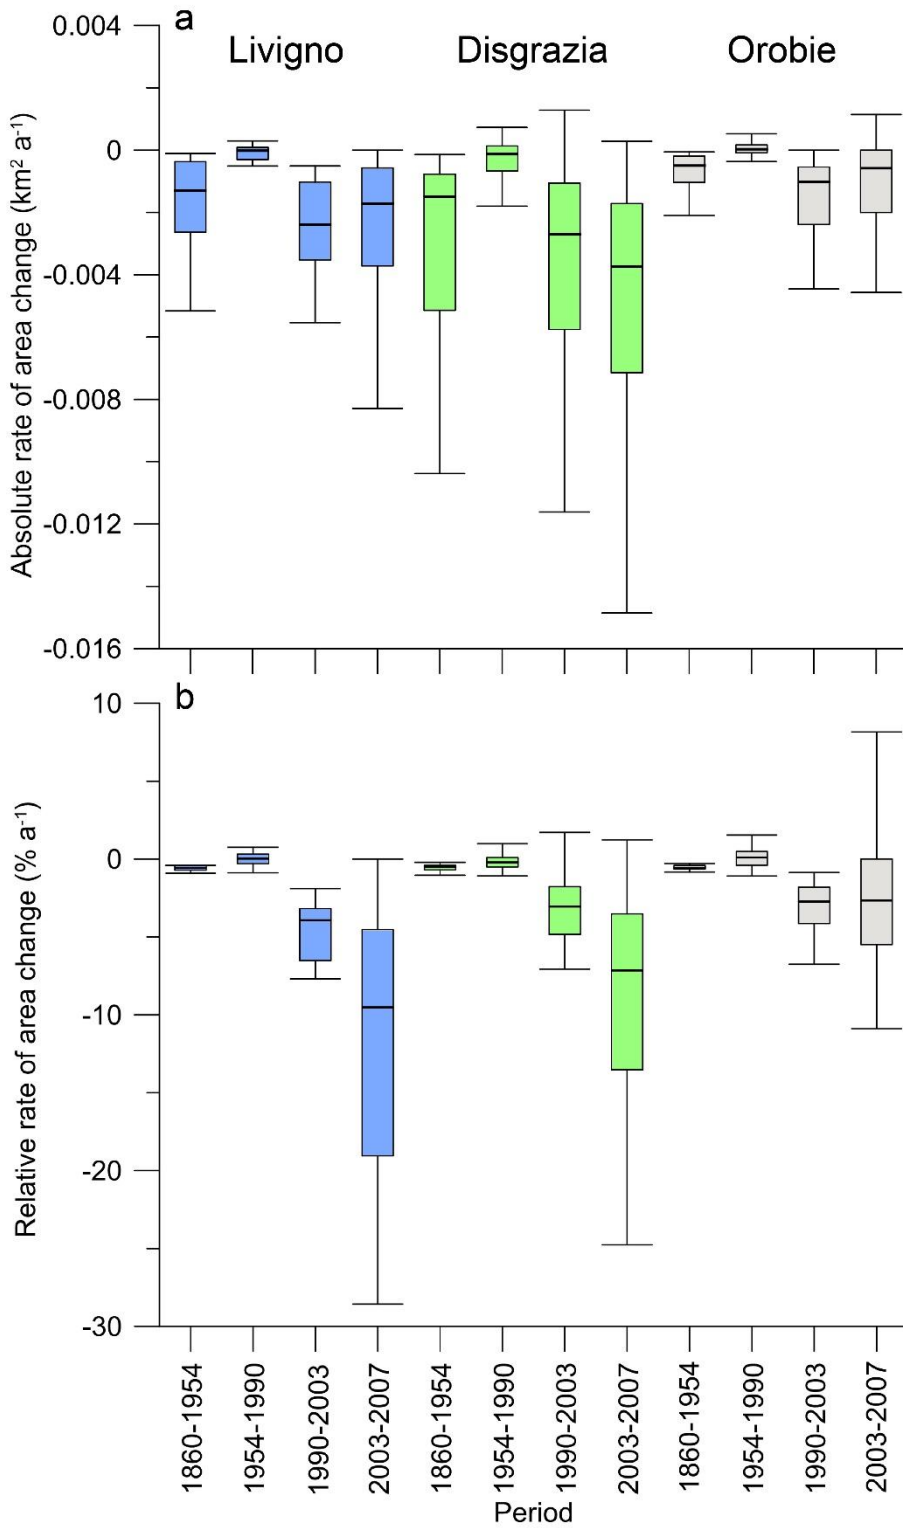 a
Livigno Disgrazia Orobie
Absolute rate of area change (km² a⁻¹)
0.004
0
-0.004
-0.008
-0.012
-0.016
b
Relative rate of area change (% a⁻¹)
10
0
-10
-20
-30
1860-1954 1954-1990 1990-2003 2003-2007 1860-1954 1954-1990 1990-2003 2003-2007 1860-1954 1954-1990 1990-2003 2003-2007
Period